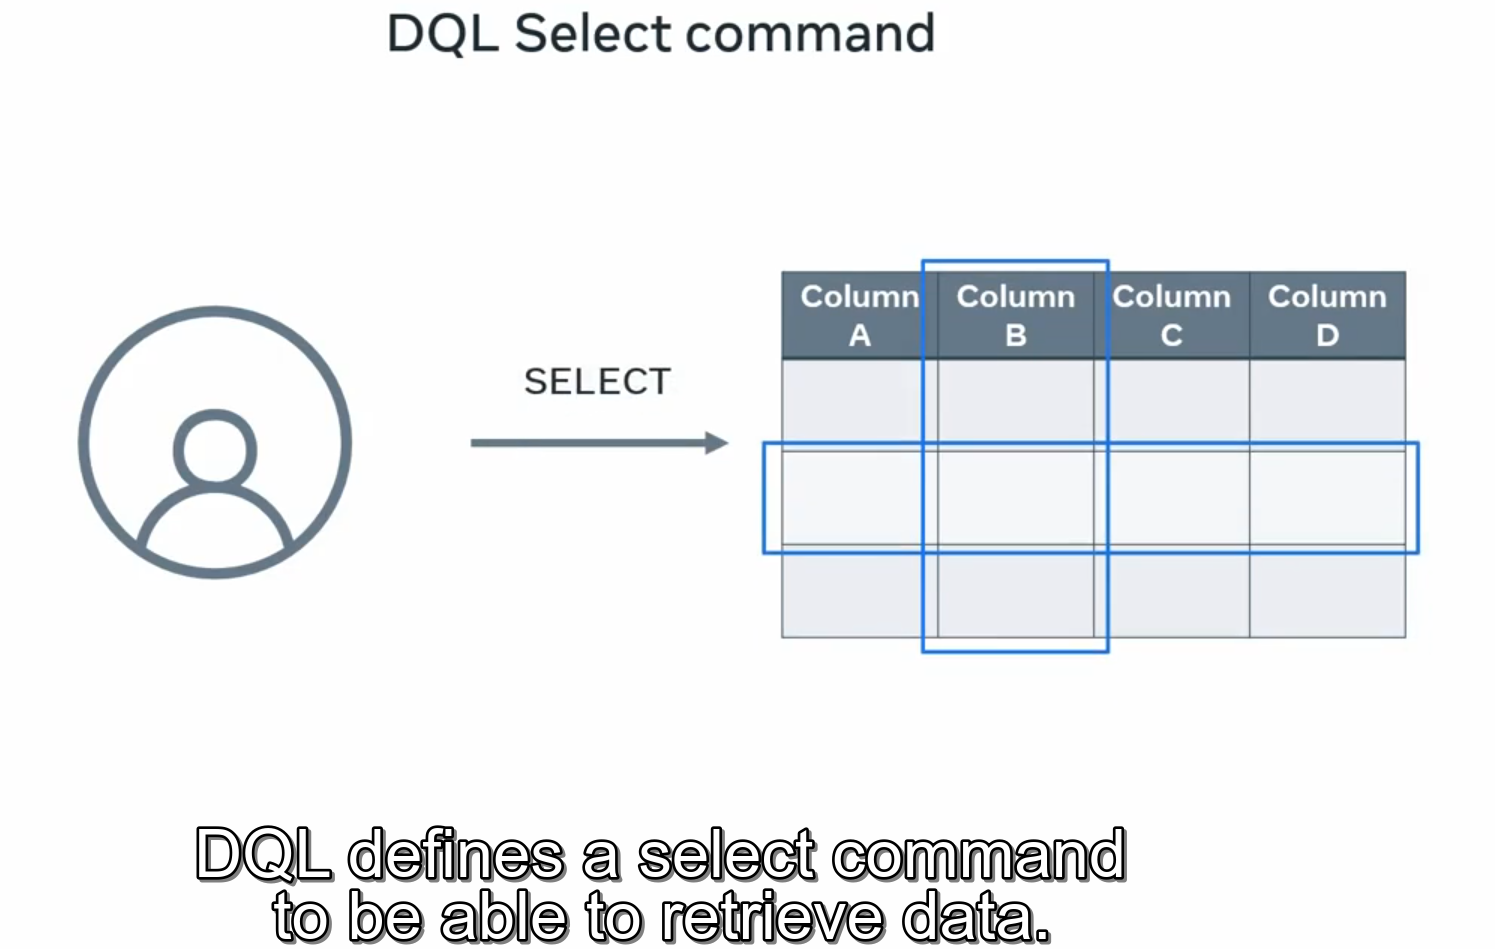 DQL Select command
SELECT
Column Column Column Column
A B C D
DQL defines a select command
to be able to retrieve data.